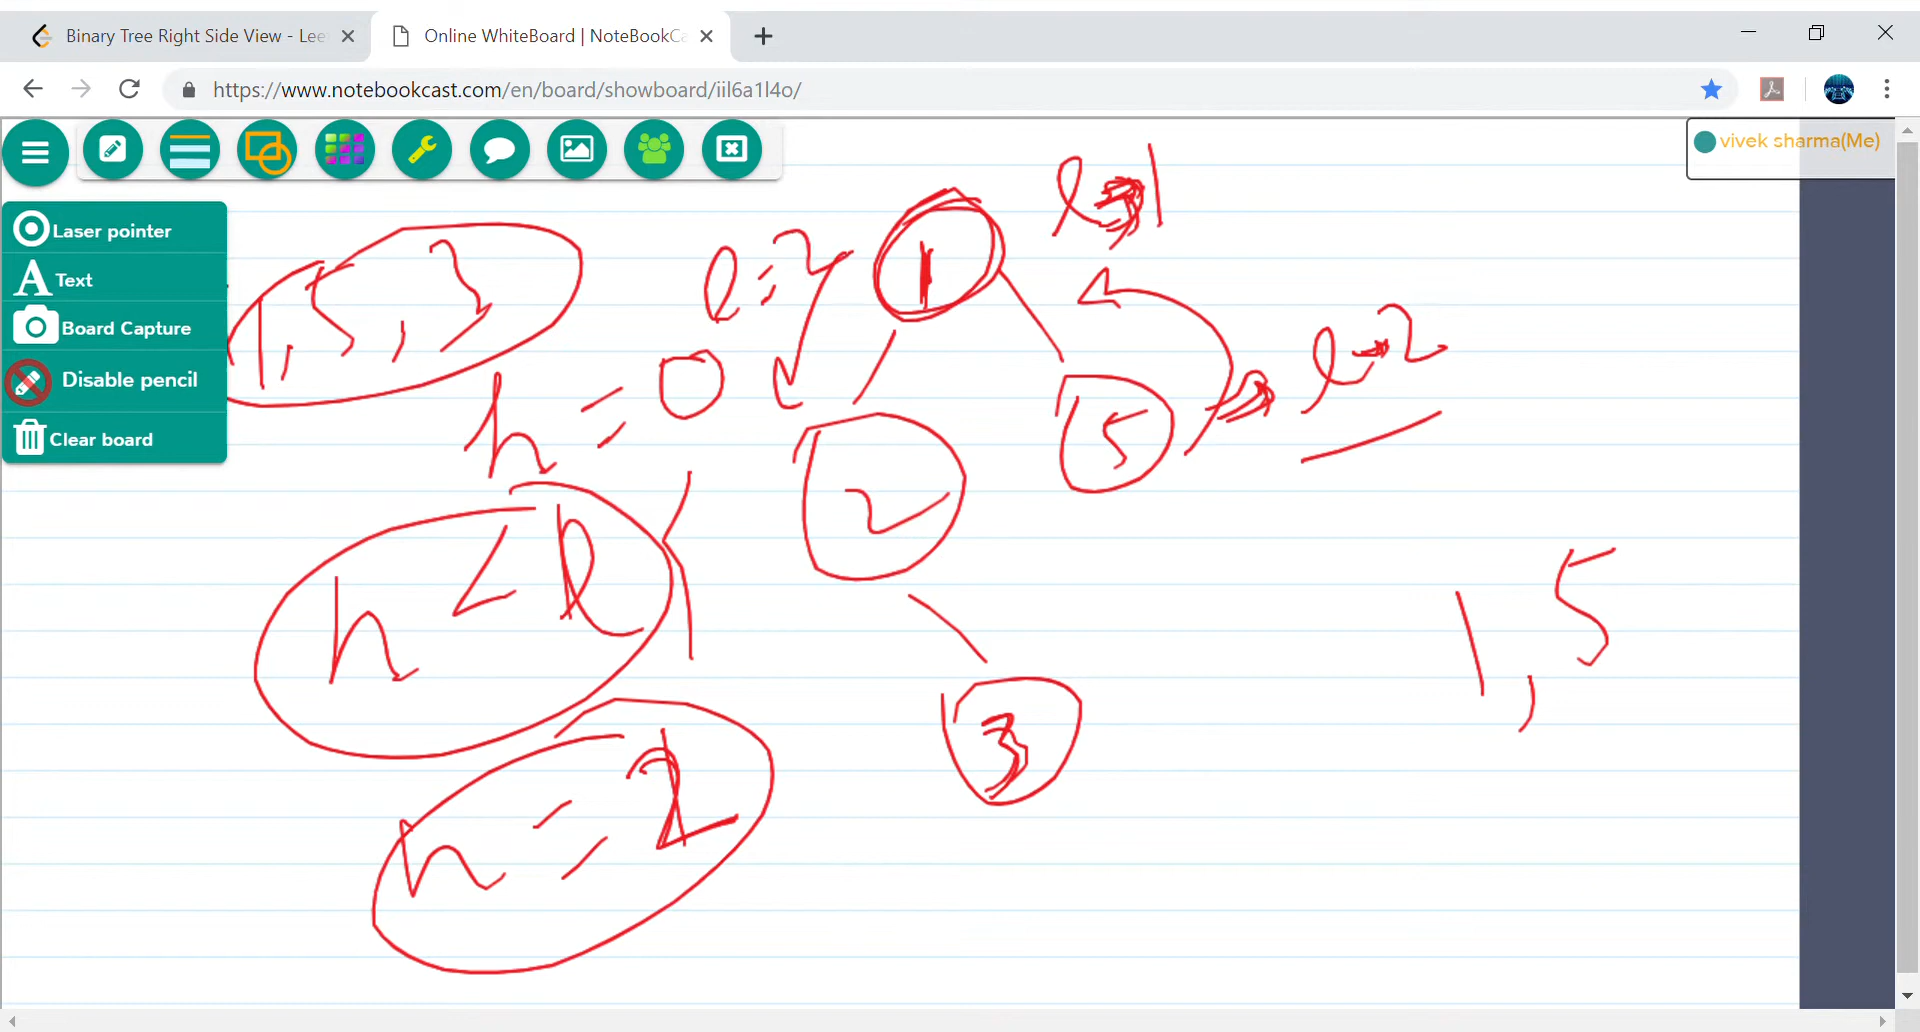 Binary Tree Right Side View - Lee
Online WhiteBoard | NoteBookCa
https://www.notebookcast.com/en/board/showboard/iil6a1l4o/
vivek sharma(Me)
Laser pointer
Text
Board Capture
Disable pencil
Clear board
l→1
l=2
1
1,5,3
h=0
l→2
2
5
h<l
1,5
3
h=2